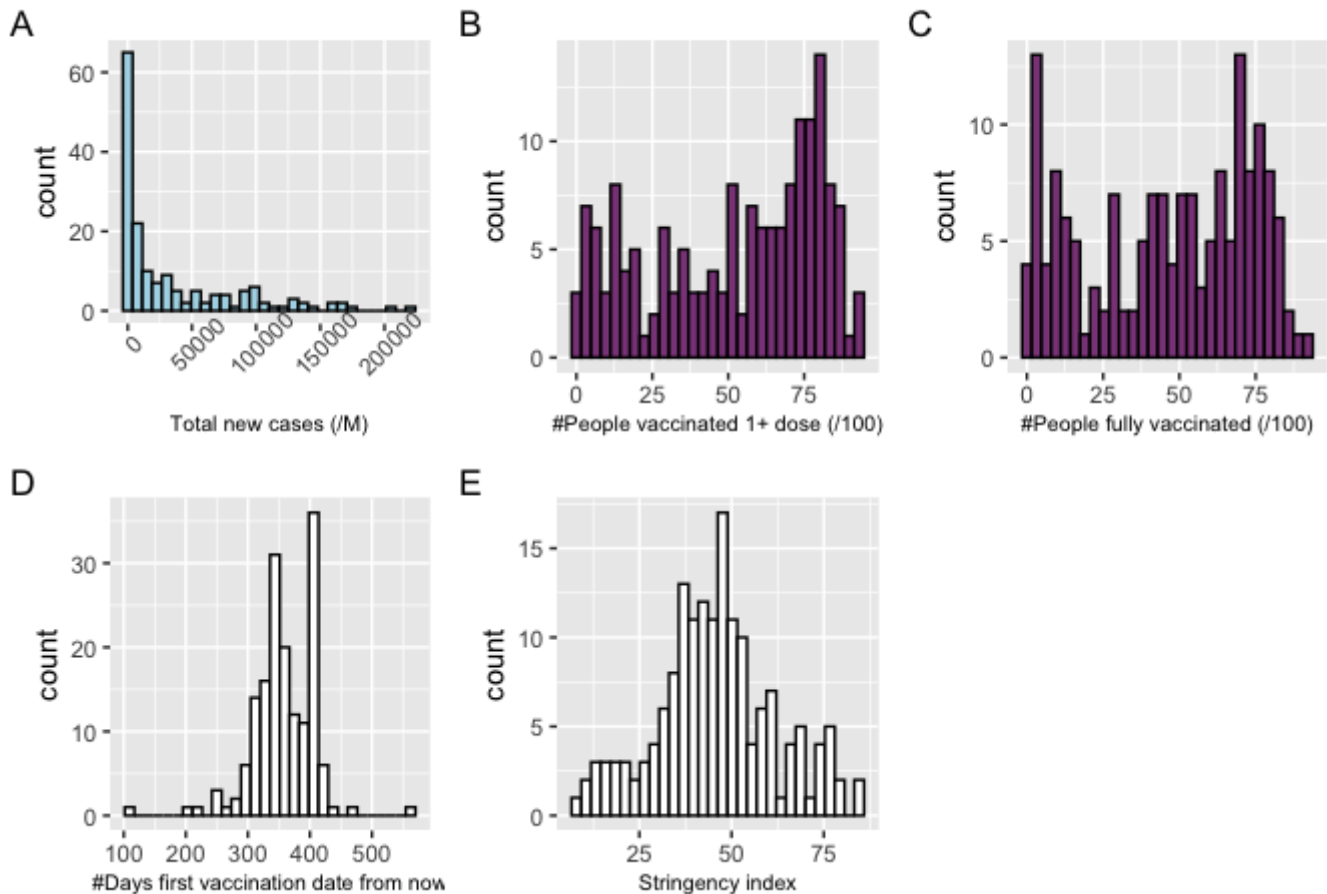 A
count
60
40
20
0
0
50000
100000
150000
200000
Total new cases (/M)
B
count
10
5
0
0 25 50 75
#People vaccinated 1+ dose (/100)
C
count
10
5
0
0 25 50 75
#People fully vaccinated (/100)
D
count
30
20
10
0
100 200 300 400 500
#Days first vaccination date from now
E
count
15
10
5
0
25 50 75
Stringency index